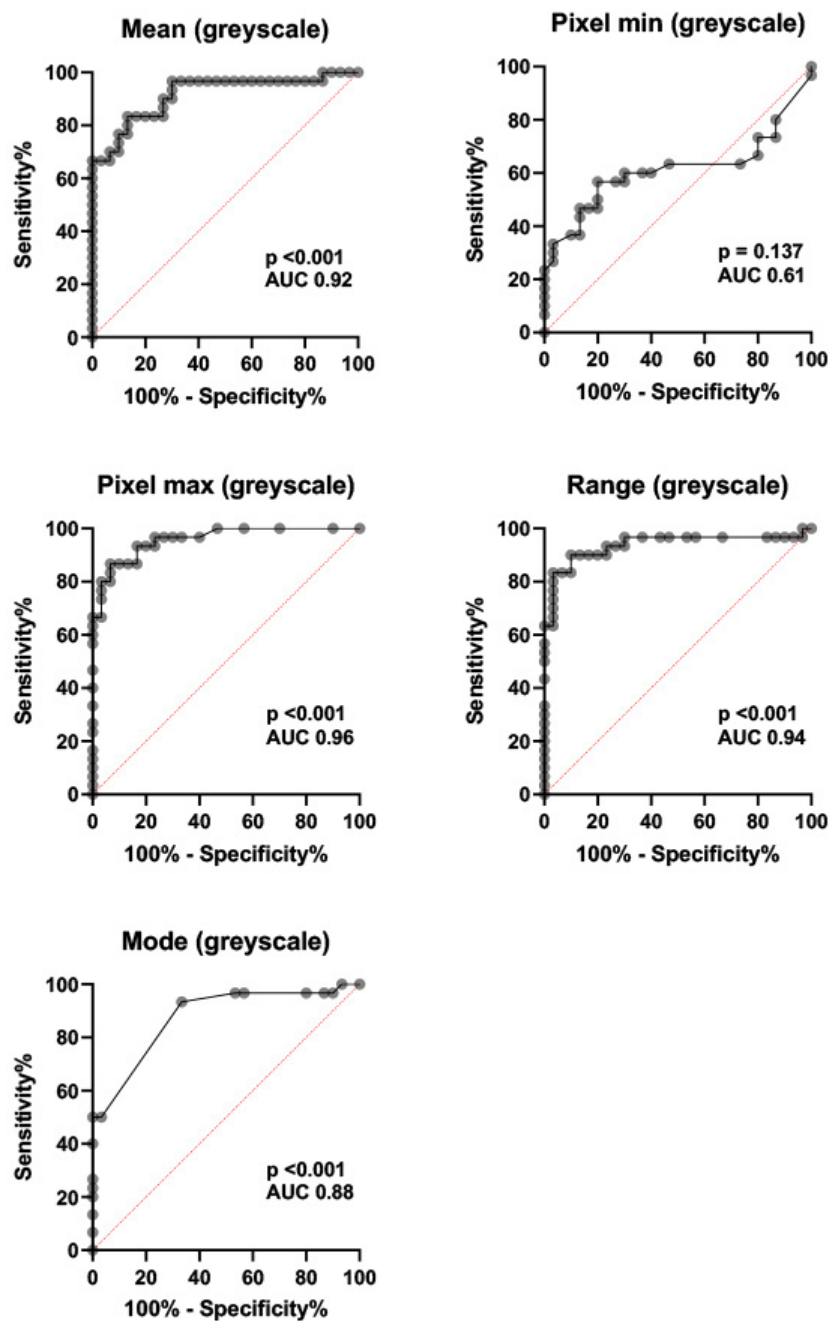 Mean (greyscale)
100
80
60
40
20
0
Sensitivity%
p <0.001
AUC 0.92
0 20 40 60 80 100
100% - Specificity%
Pixel min (greyscale)
100
80
60
40
20
0
Sensitivity%
p = 0.137
AUC 0.61
0 20 40 60 80 100
100% - Specificity%
Pixel max (greyscale)
100
80
60
40
20
0
Sensitivity%
p <0.001
AUC 0.96
0 20 40 60 80 100
100% - Specificity%
Range (greyscale)
100
80
60
40
20
0
Sensitivity%
p <0.001
AUC 0.94
0 20 40 60 80 100
100% - Specificity%
Mode (greyscale)
100
80
60
40
20
0
Sensitivity%
p <0.001
AUC 0.88
0 20 40 60 80 100
100% - Specificity%